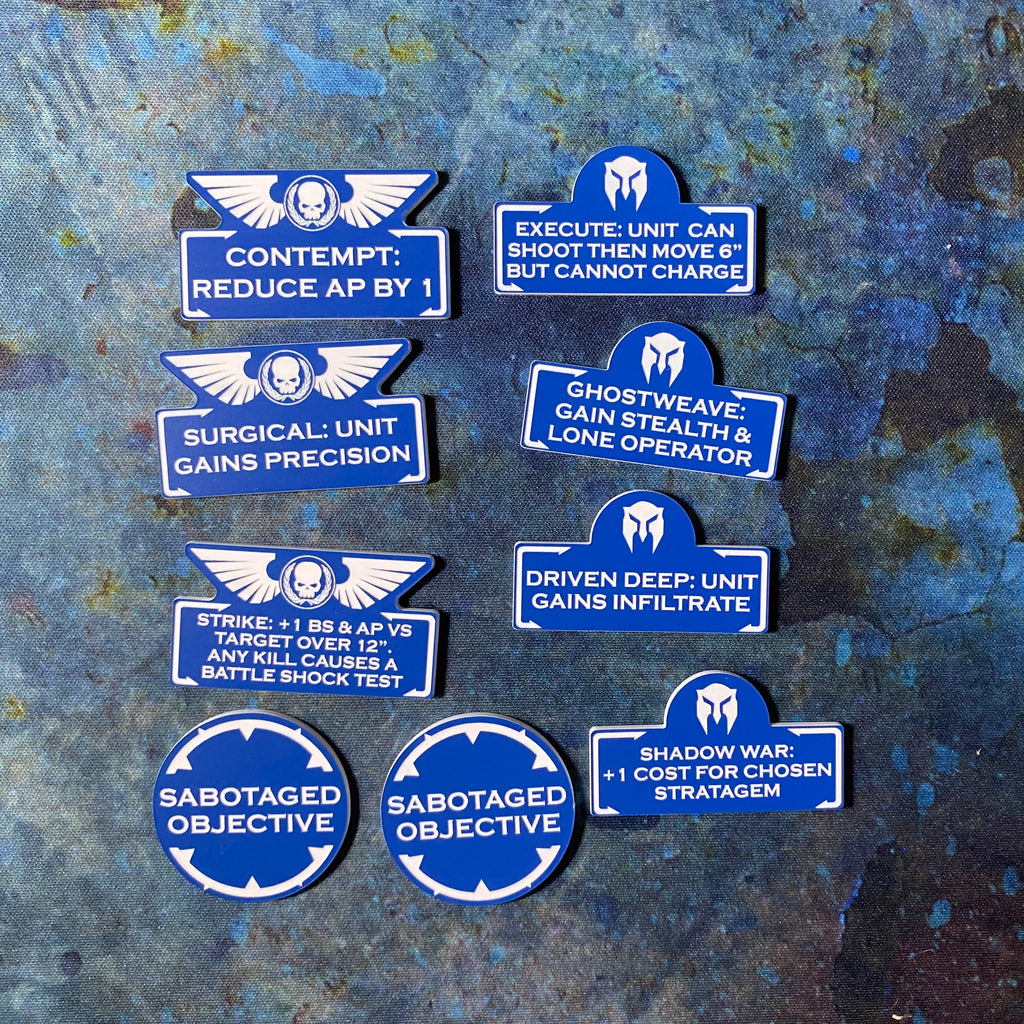 CONTEMPT:
REDUCE AP BY 1
EXECUTE: UNIT CAN
SHOOT THEN MOVE 6”
BUT CANNOT CHARGE
SURGICAL: UNIT
GAINS PRECISION
GHOSTWEAVE:
GAIN STEALTH &
LONE OPERATOR
STRIKE: +1 BS & AP VS
TARGET OVER 12”.
ANY KILL CAUSES A
BATTLE SHOCK TEST
DRIVEN DEEP: UNIT
GAINS INFILTRATE
SABOTAGED
OBJECTIVE
SABOTAGED
OBJECTIVE
SHADOW WAR:
+1 COST FOR CHOSEN
STRATAGEM